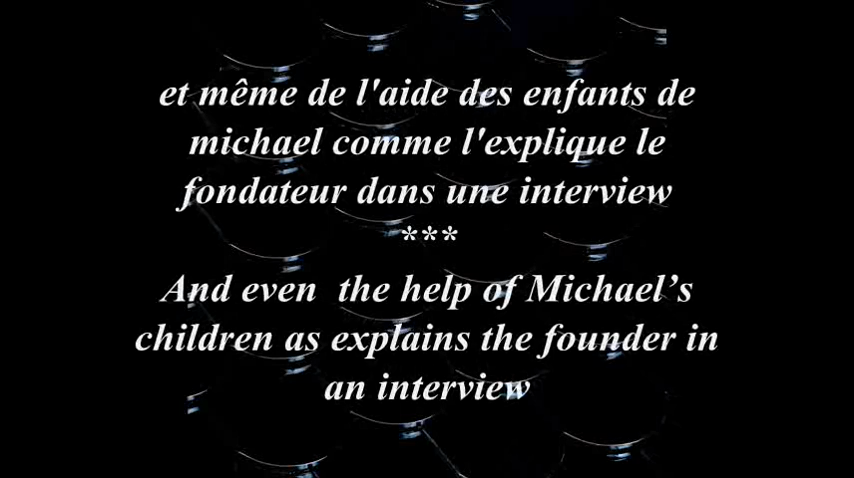 et même de l'aide des enfants de
michael comme l'explique le
fondateur dans une interview
***
And even  the help of Michael’s
children as explains the founder in
an interview